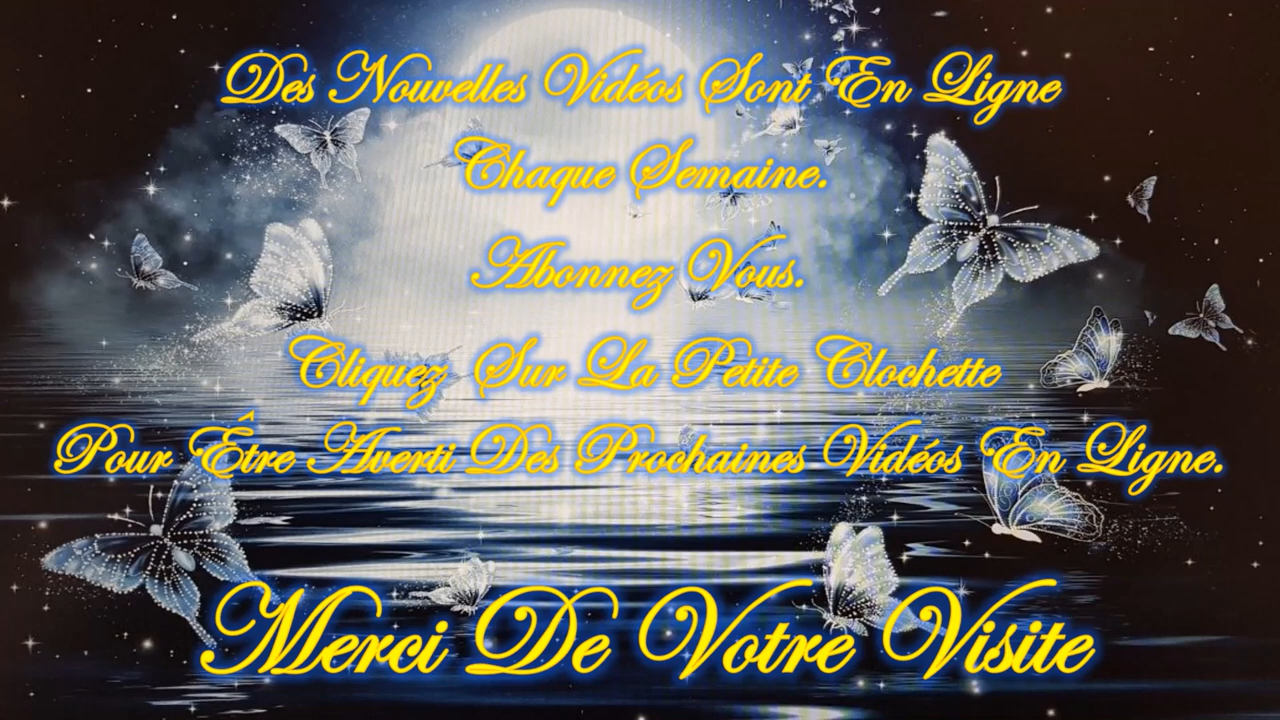 Des Nouvelles Vidéos Sont En Ligne
Chaque Semaine.
Abonnez Vous.
Cliquez Sur La Petite Clochette
Pour Être Averti Des Prochaines Vidéos En Ligne.
Merci De Votre Visite